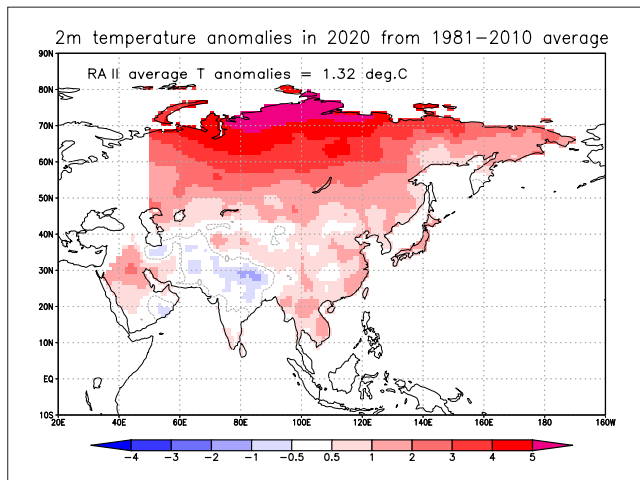 2m temperature anomalies in 2020 from 1981-2010 average
90N
RA II average T anomalies = 1.32 deg.C
80N
70N
60N
50N
40N
30N
20N
10N
EQ
10S
20E 40E 60E 80E 100E 120E 140E 160E 180 160W
-4 -3 -2 -1 -0.5 0.5 1 2 3 4 5